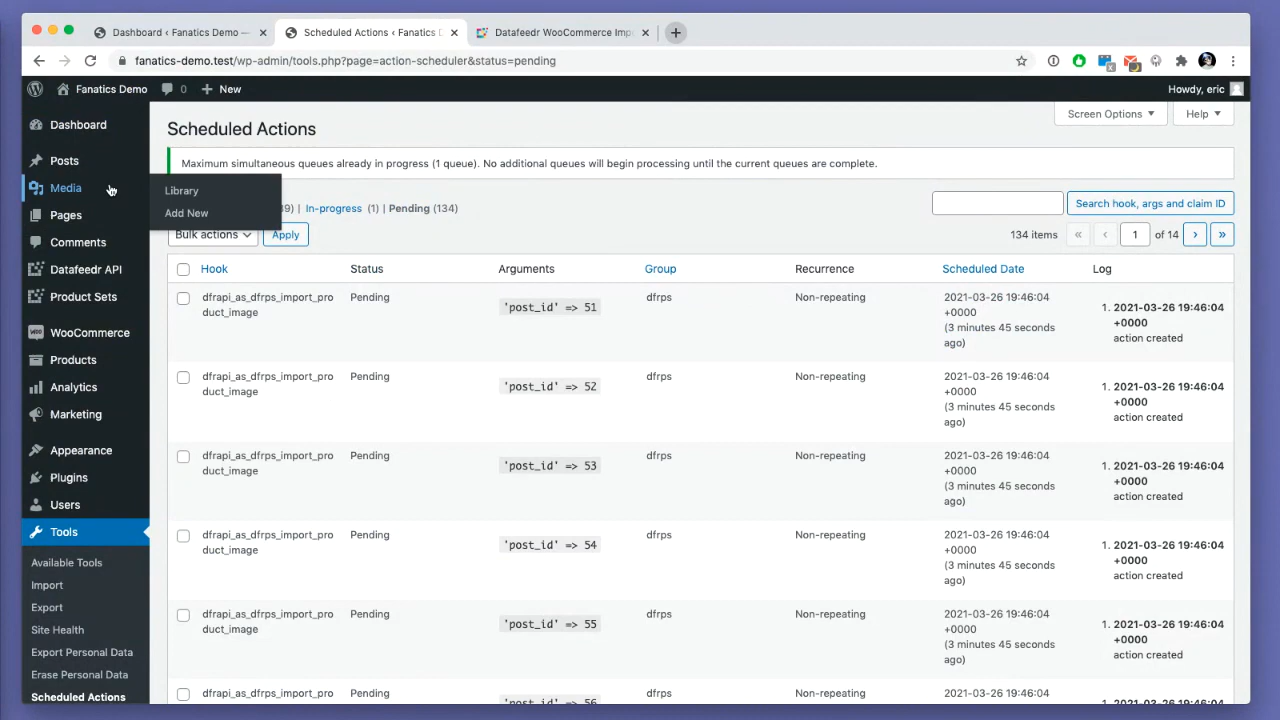 Dashboard ‹ Fanatics Demo —
Scheduled Actions ‹ Fanatics D
Datafeedr WooCommerce Imp
fanatics-demo.test/wp-admin/tools.php?page=action-scheduler&status=pending
Fanatics Demo
0
New
Howdy, eric
Dashboard
Posts
Media
Pages
Comments
Datafeedr API
Product Sets
WooCommerce
Products
Analytics
Marketing
Appearance
Plugins
Users
Tools
Available Tools
Import
Export
Site Health
Export Personal Data
Erase Personal Data
Scheduled Actions
Library
Add New
Scheduled Actions
Screen Options
Help
Maximum simultaneous queues already in progress (1 queue). No additional queues will begin processing until the current queues are complete.
| In-progress (1) | Pending (134)
Search hook, args and claim ID
Bulk actions
Apply
134 items
«
‹
1
of 14
›
»
Hook
Status
Arguments
Group
Recurrence
Scheduled Date
Log
dfrapi_as_dfrps_import_pro
duct_image
Pending
'post_id' => 51
dfrps
Non-repeating
2021-03-26 19:46:04
+0000
(3 minutes 45 seconds
ago)
1. 2021-03-26 19:46:04
+0000
action created
dfrapi_as_dfrps_import_pro
duct_image
Pending
'post_id' => 52
dfrps
Non-repeating
2021-03-26 19:46:04
+0000
(3 minutes 45 seconds
ago)
1. 2021-03-26 19:46:04
+0000
action created
dfrapi_as_dfrps_import_pro
duct_image
Pending
'post_id' => 53
dfrps
Non-repeating
2021-03-26 19:46:04
+0000
(3 minutes 45 seconds
ago)
1. 2021-03-26 19:46:04
+0000
action created
dfrapi_as_dfrps_import_pro
duct_image
Pending
'post_id' => 54
dfrps
Non-repeating
2021-03-26 19:46:04
+0000
(3 minutes 45 seconds
ago)
1. 2021-03-26 19:46:04
+0000
action created
dfrapi_as_dfrps_import_pro
duct_image
Pending
'post_id' => 55
dfrps
Non-repeating
2021-03-26 19:46:04
+0000
(3 minutes 45 seconds
ago)
1. 2021-03-26 19:46:04
+0000
action created
dfrapi_as_dfrps_import_pro
Pending
'post_id' => 56
dfrps
Non-repeating
2021-03-26 19:46:04
1. 2021-03-26 19:46:04